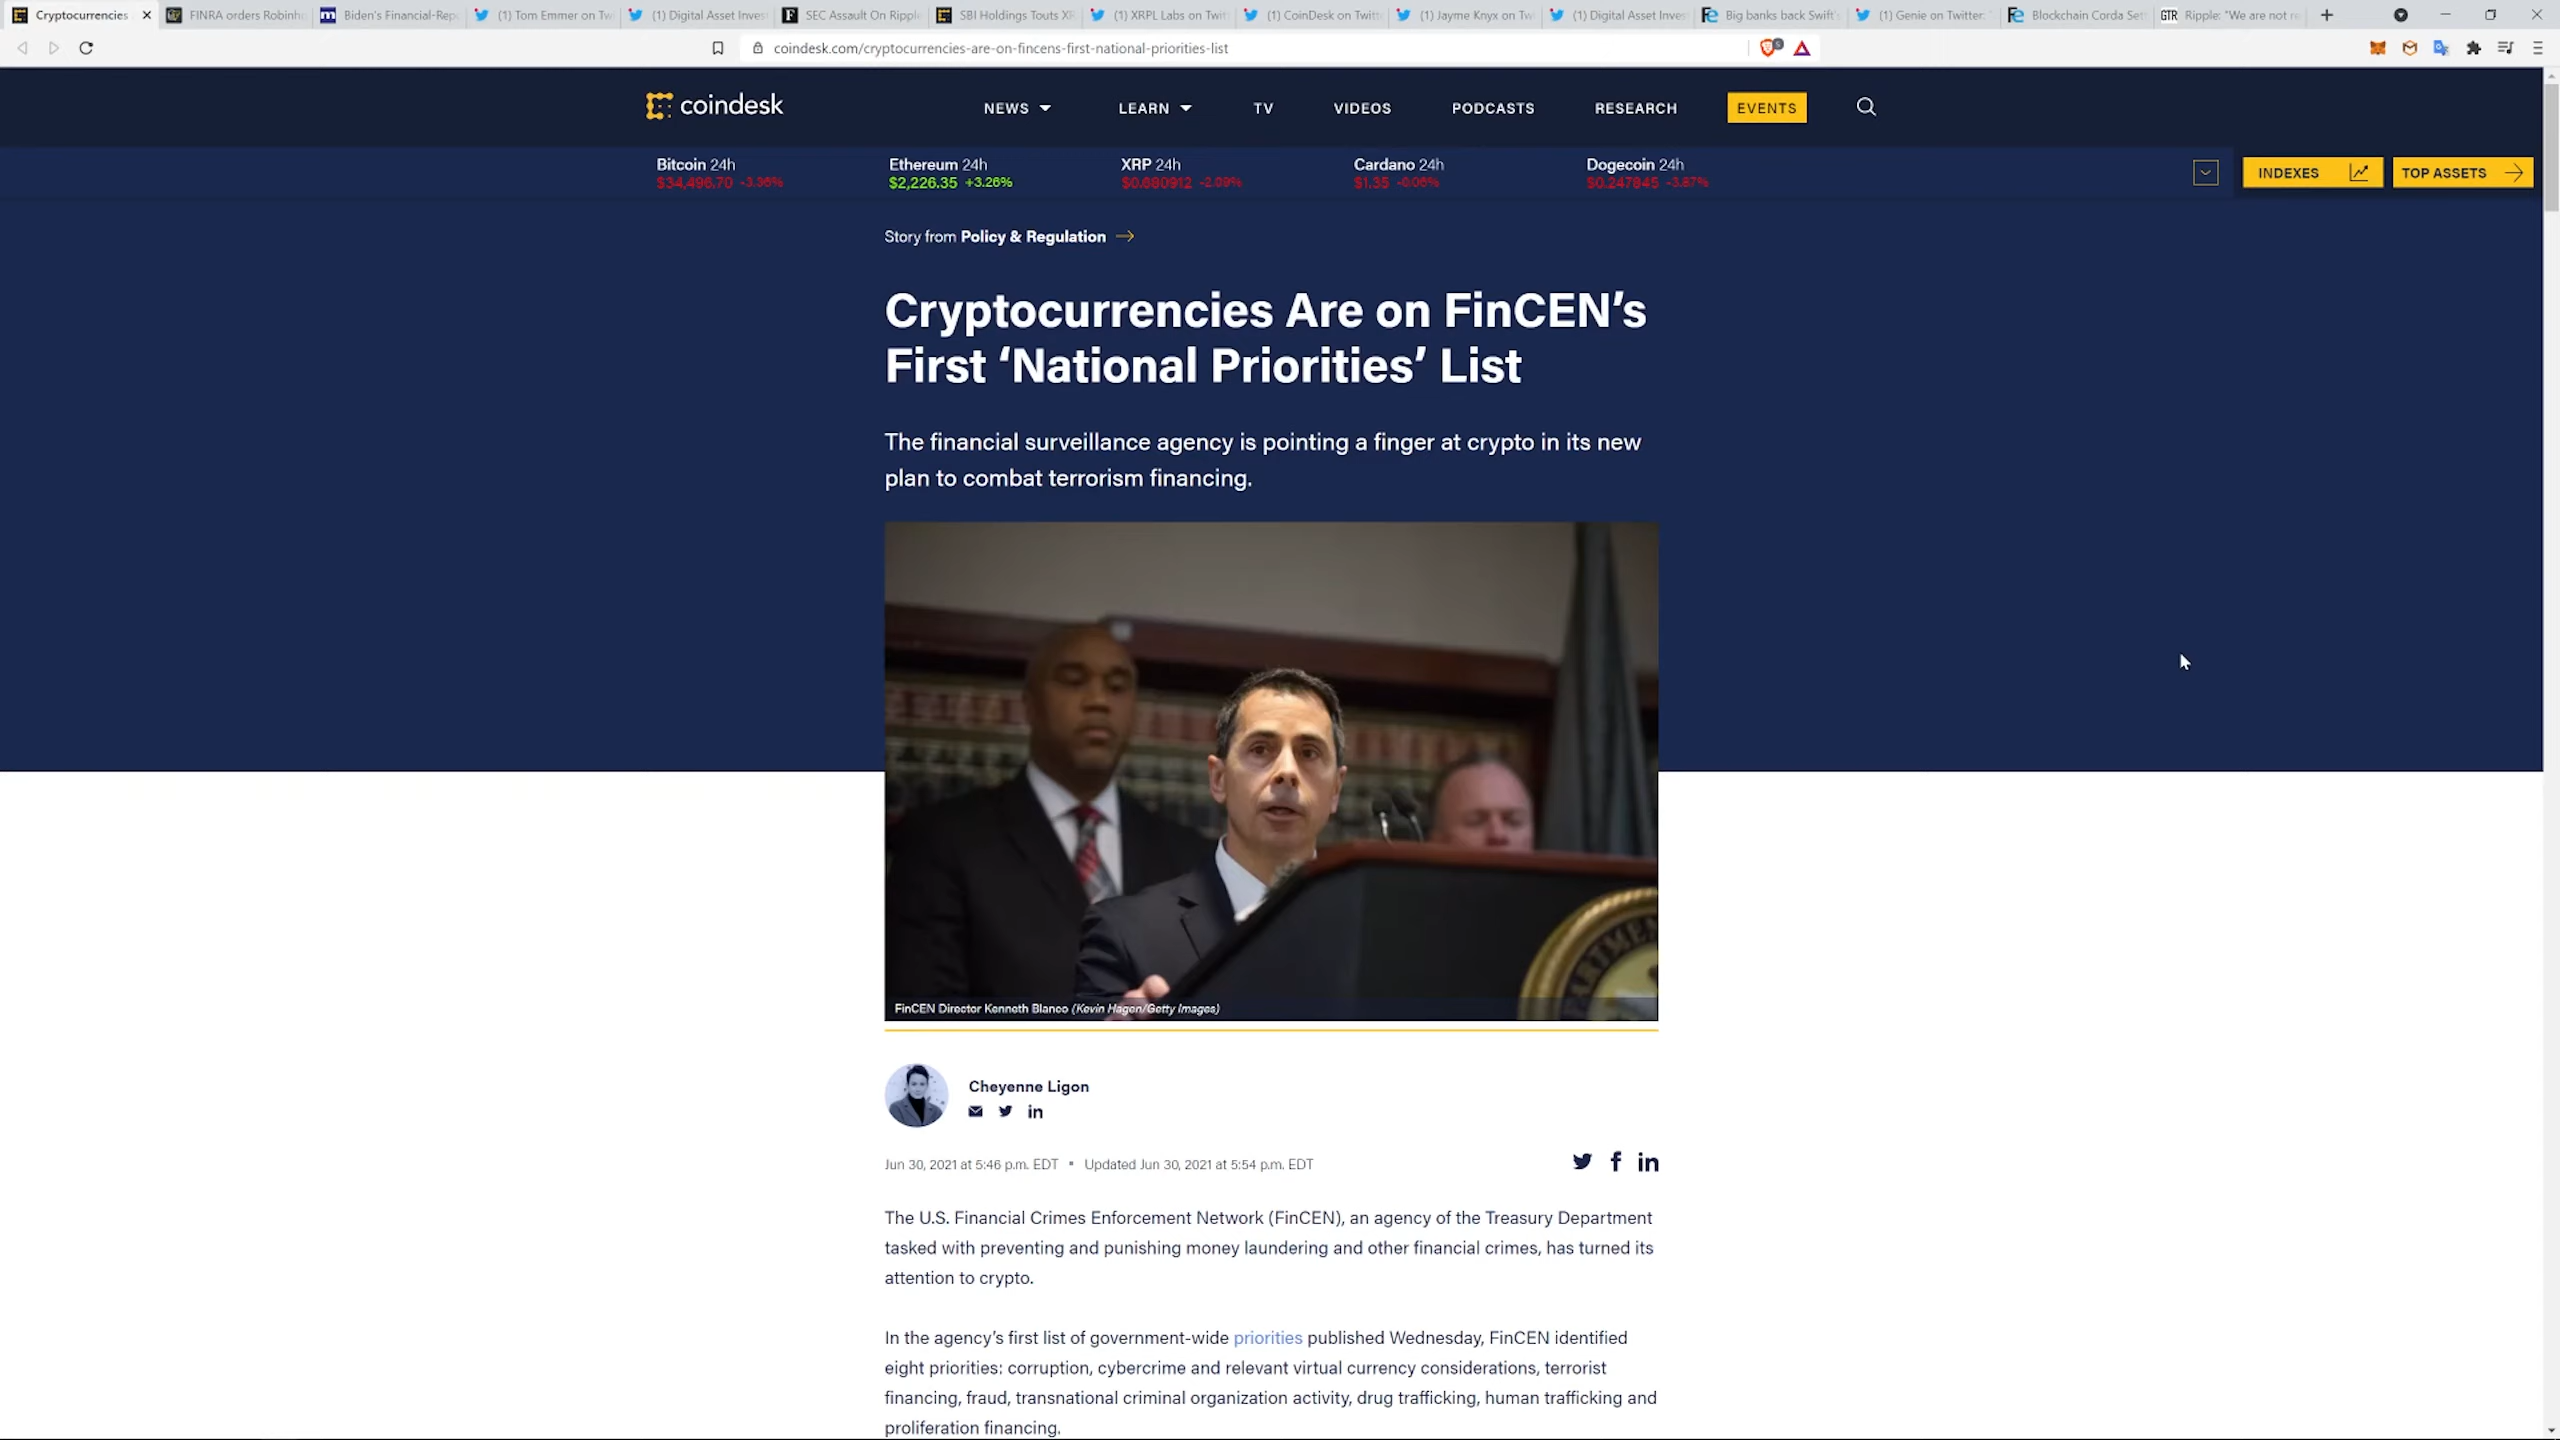 Cryptocurrencies
FINRA orders Robinh
Biden's Financial-Rep
(1) Tom Emmer on Tw
(1) Digital Asset Inves
SEC Assault On Ripple
SBI Holdings Touts XR
(1) XRPL Labs on Twit
(1) CoinDesk on Twitt
(1) Jayme Knyx on Tw
(1) Digital Asset Inves
Big banks back Swift's
(1) Genie on Twitter:
Blockchain Corda Set
GTR Ripple: "We are not re
coindesk.com/cryptocurrencies-are-on-fincens-first-national-priorities-list
coindesk
NEWS
LEARN
TV
VIDEOS
PODCASTS
RESEARCH
EVENTS
Bitcoin 24h
$34,496.70 -3.96%
Ethereum 24h
$2,226.35 +3.26%
XRP 24h
$0.680912 -2.09%
Cardano 24h
$1.35 -0.06%
Dogecoin 24h
$0.247845 -3.87%
INDEXES
TOP ASSETS
Story from Policy & Regulation
Cryptocurrencies Are on FinCEN's
First 'National Priorities' List
The financial surveillance agency is pointing a finger at crypto in its new
plan to combat terrorism financing.
FinCEN Director Kenneth Blanco (Kevin Hagen/Getty Images)
Cheyenne Ligon
Jun 30, 2021 at 5:46 p.m. EDT ▪ Updated Jun 30, 2021 at 5:54 p.m. EDT
The U.S. Financial Crimes Enforcement Network (FinCEN), an agency of the Treasury Department
tasked with preventing and punishing money laundering and other financial crimes, has turned its
attention to crypto.
In the agency's first list of government-wide priorities published Wednesday, FinCEN identified
eight priorities: corruption, cybercrime and relevant virtual currency considerations, terrorist
financing, fraud, transnational criminal organization activity, drug trafficking, human trafficking and
proliferation financing.